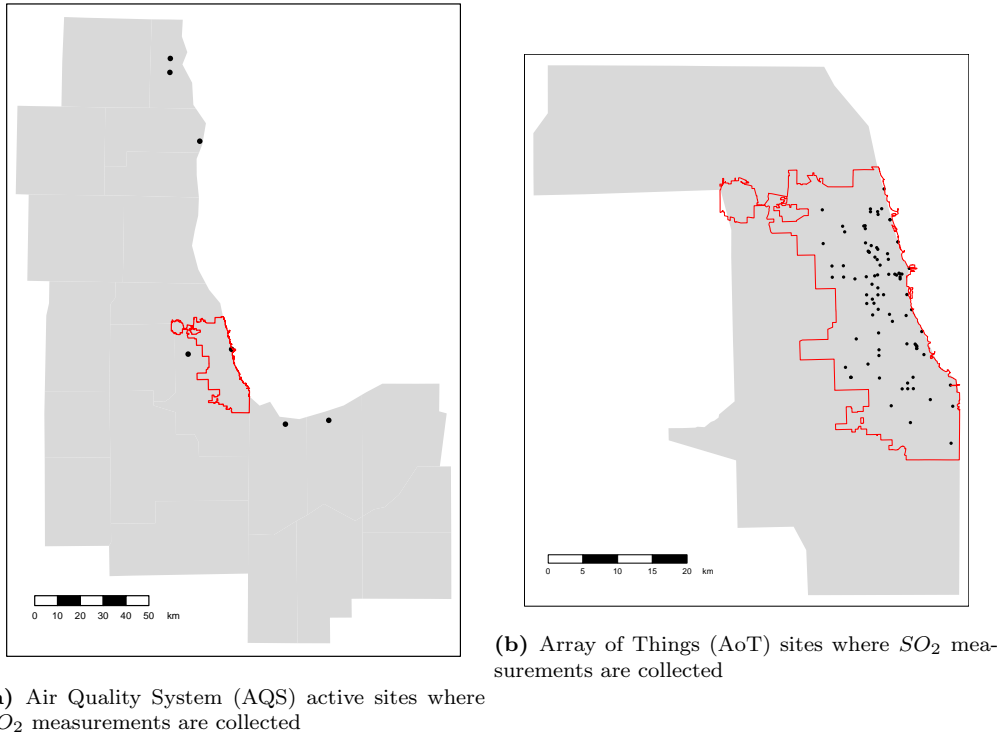 0 10 20 30 40 50 km
) Air Quality System (AQS) active sites where
O₂ measurements are collected
0 5 10 15 20 km
(b) Array of Things (AoT) sites where SO₂ mea-
surements are collected